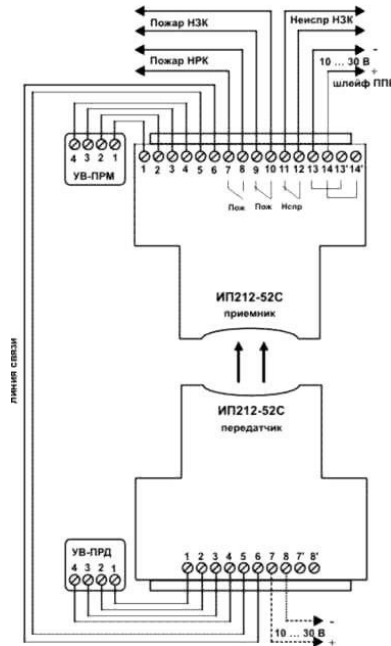 Пожар НЗК
Неиспр НЗК
-
Пожар НРК
10 ... 30 В
+
шлейф ППК
4 3 2 1
УВ-ПРМ
1 2 3 4 5 6 7 8 9 10 11 12 13 14 13' 14'
Пож Пож Нспр
ИП212-52С
приемник
линия связи
ИП212-52С
передатчик
УВ-ПРД
4 3 2 1
1 2 3 4 5 6 7 8 7' 8'
-
10 ... 30 В
+